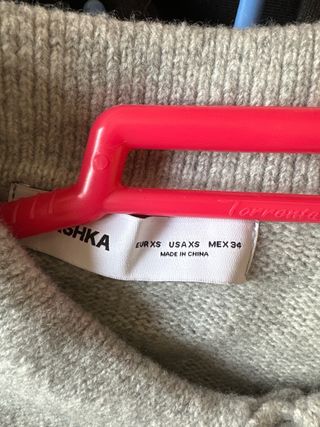 SHKA
EUR XS USA XS MEX 34
MADE IN CHINA